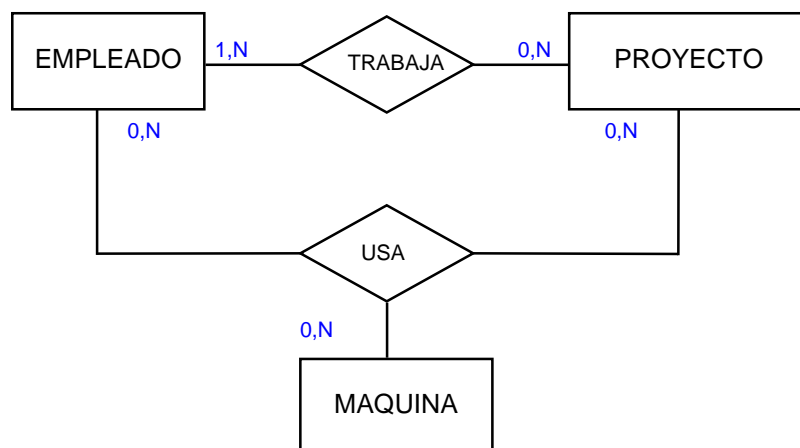 EMPLEADO
1,N
TRABAJA
0,N
PROYECTO
0,N
0,N
USA
0,N
MAQUINA